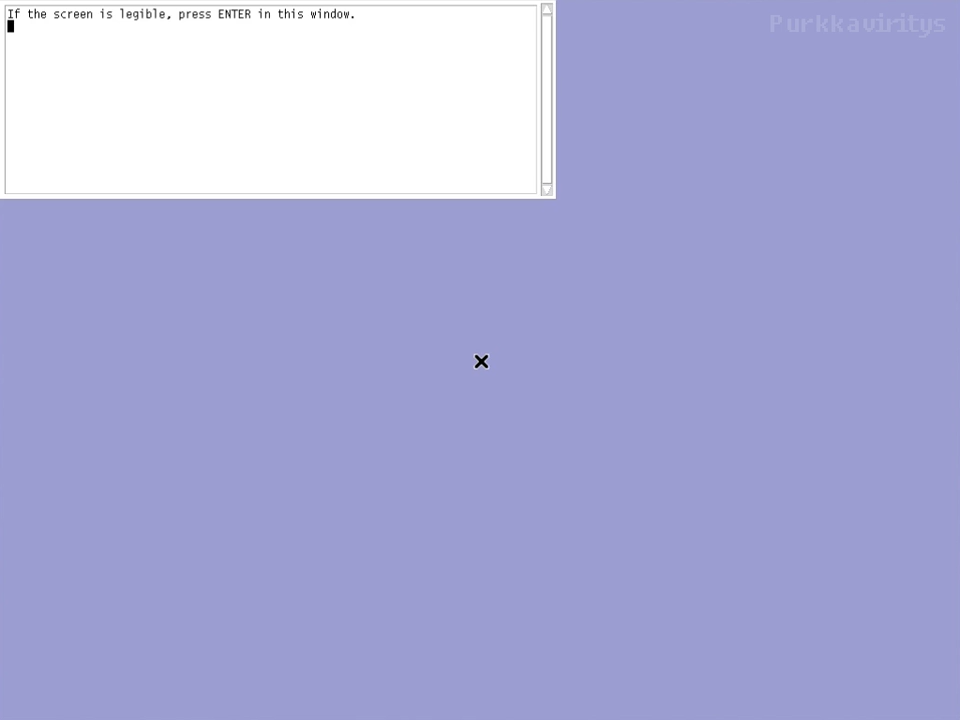 If the screen is legible, press ENTER in this window.
Purkkaviritys